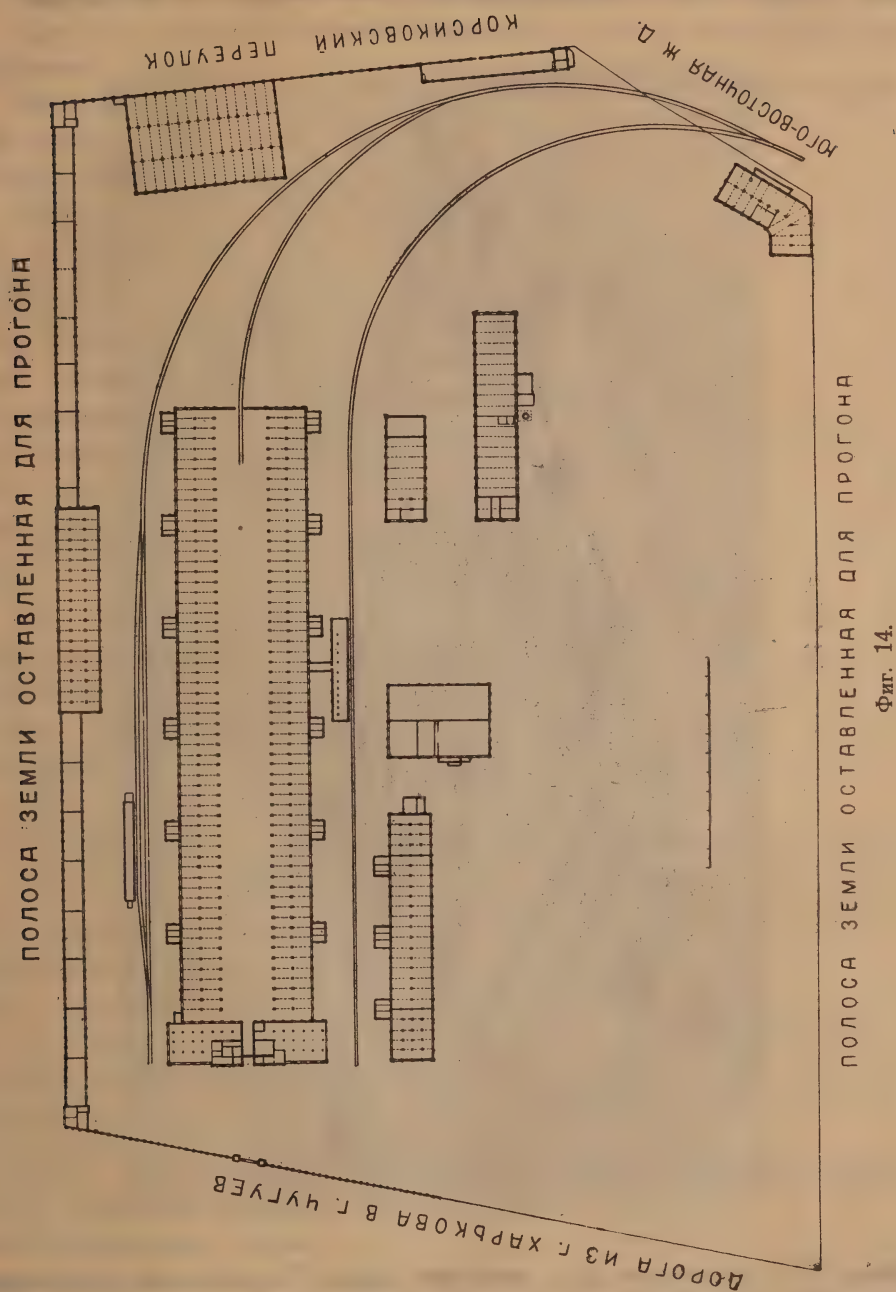 ПОЛОСА ЗЕМЛИ ОСТАВЛЕННАЯ ДЛЯ ПРОГОНА
КОРСИКОВСКИЙ ПЕРЕУЛОК
ЮГО-ВОСТОЧНАЯ Ж. Д.
ДОРОГА ИЗ Г. ХАРЬКОВА В Г. ЧУГУЕВ
ПОЛОСА ЗЕМЛИ ОСТАВЛЕННАЯ ДЛЯ ПРОГОНА
Фиг. 14.